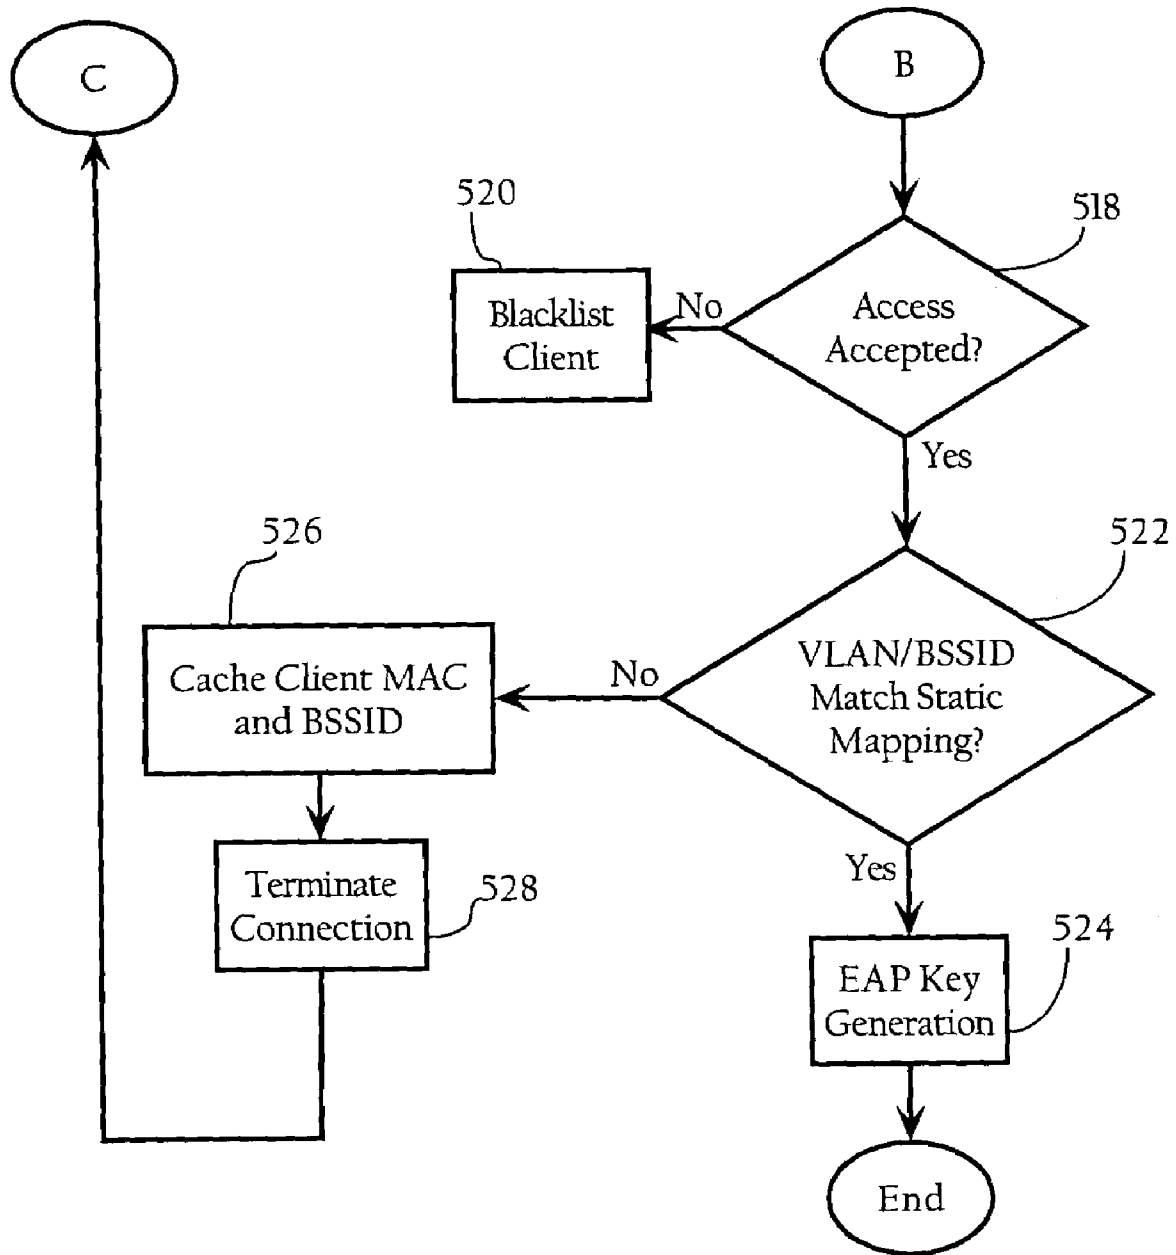 C
B
520
518
Blacklist
Client
No
Access
Accepted?
Yes
526
522
Cache Client MAC
and BSSID
No
VLAN/BSSID
Match Static
Mapping?
Yes
Terminate
Connection
528
524
EAP Key
Generation
End